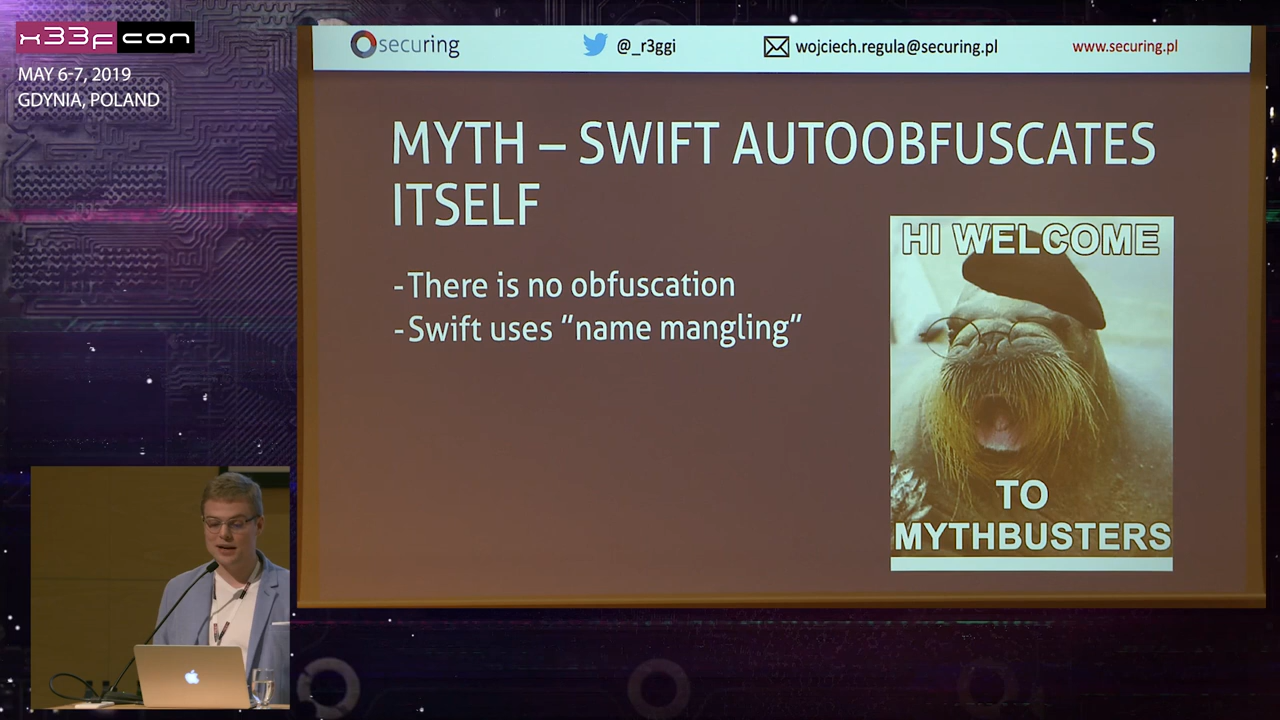 x33fcon
MAY 6-7, 2019
GDYNIA, POLAND
securing
@_r3ggi
wojciech.regula@securing.pl
www.securing.pl
MYTH – SWIFT AUTOOBFUSCATES
ITSELF
-There is no obfuscation
-Swift uses “name mangling”
HI WELCOME
TO
MYTHBUSTERS